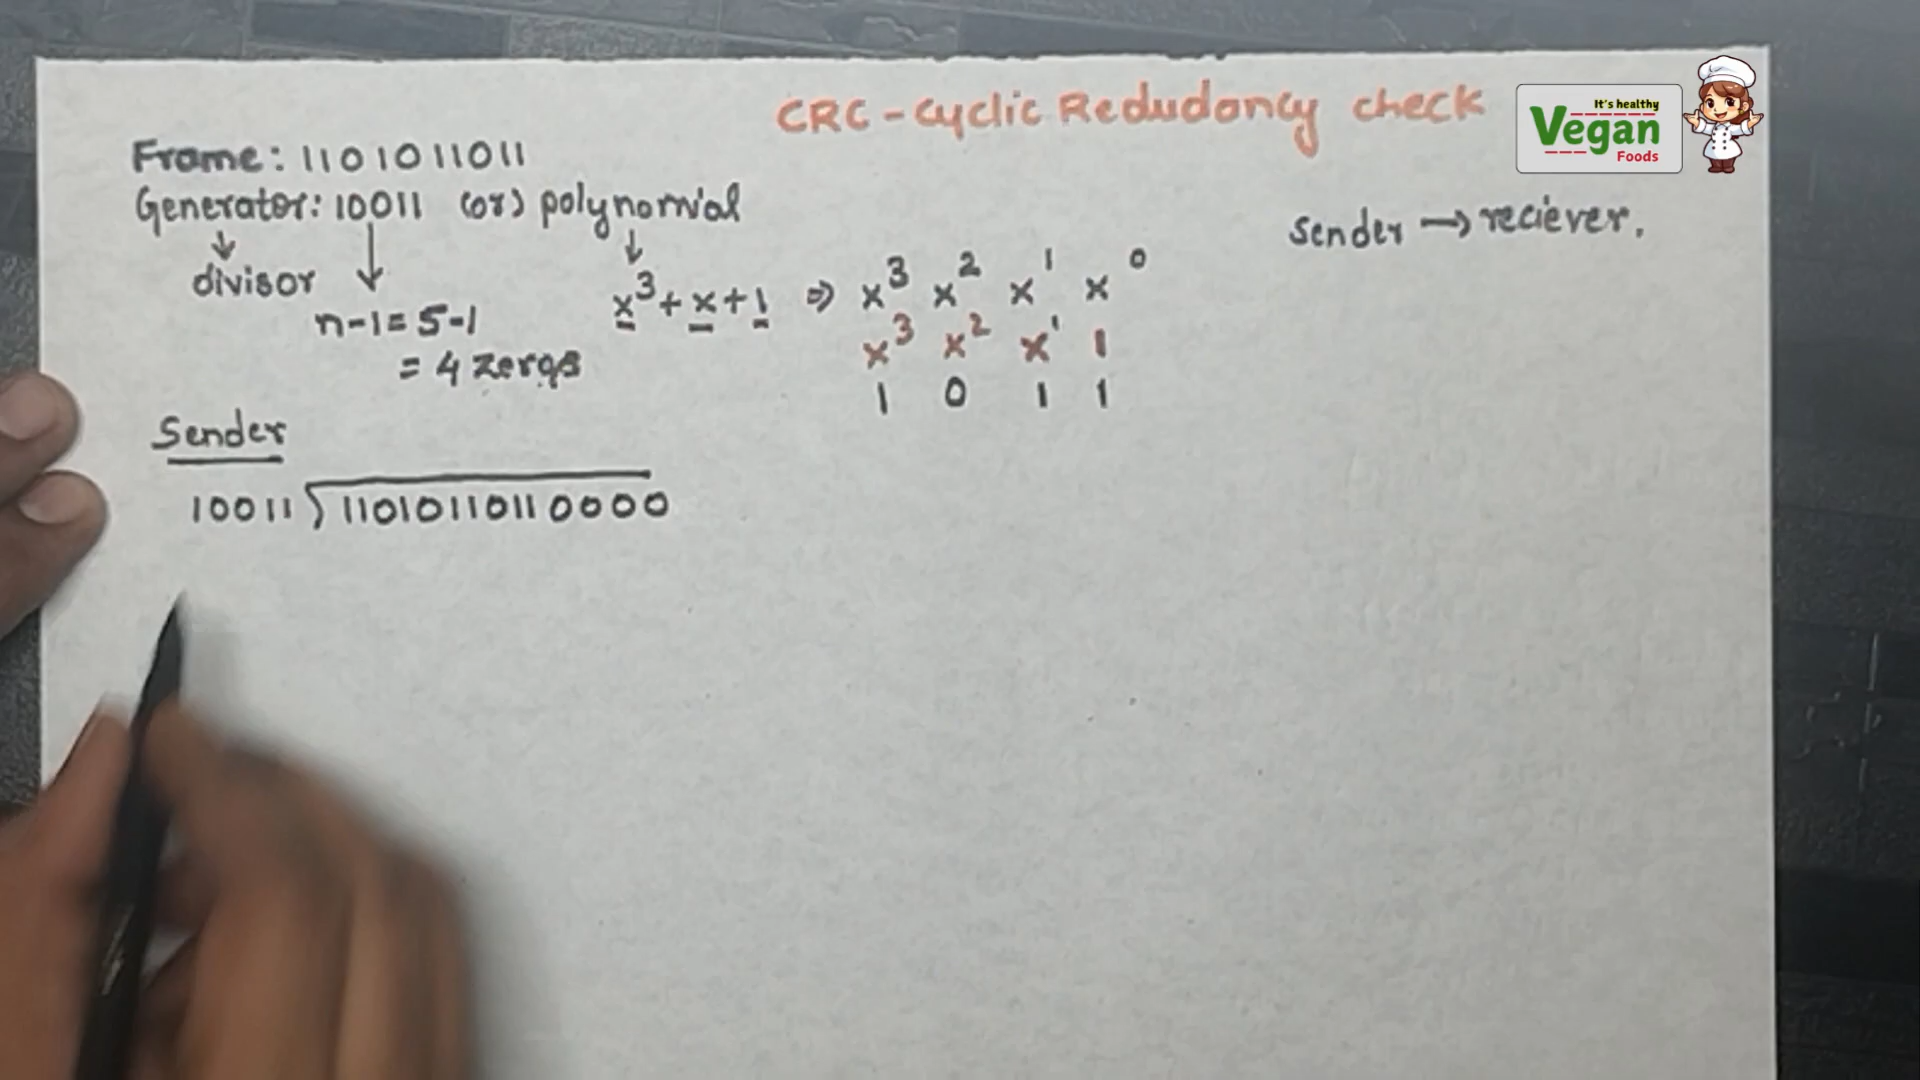 CRC - Cyclic Redudancy check
It's healthy
Vegan
Foods
Frame: 1101011011
Generator: 10011 (or) polynomial
sender → reciever.
divisor
n-1 = 5-1
= 4 zeros
x³ + x + 1 ⇒ x³ x² x¹ x⁰
x³ x² x¹ 1
1 0 1 1
Sender
10011 ) 11010110110000